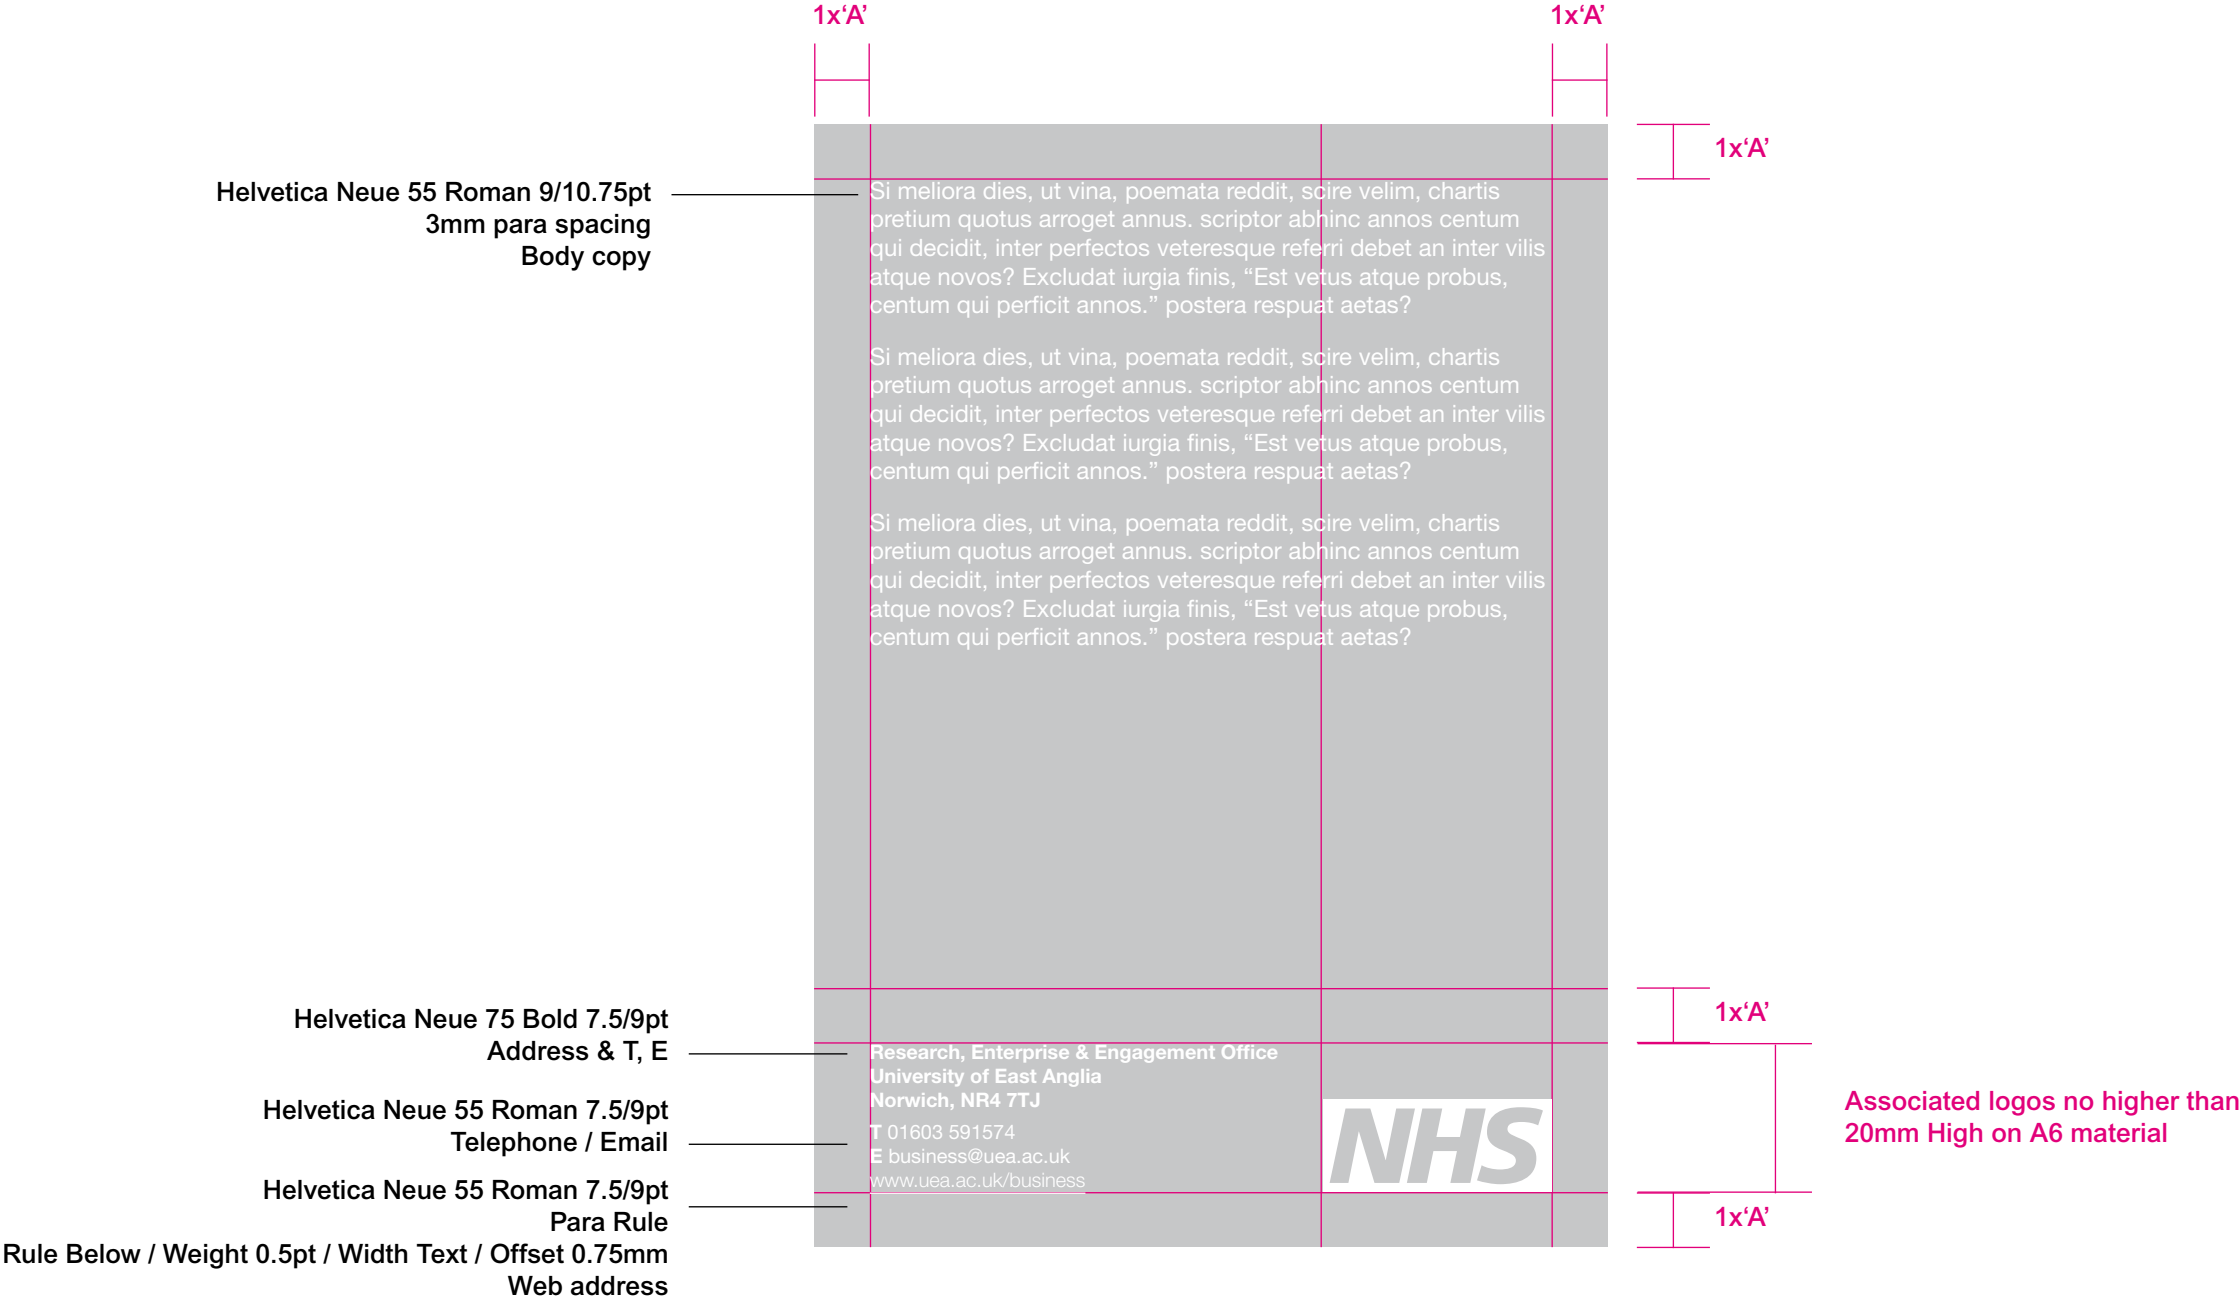 1x‘A’
1x‘A’
1x‘A’
Helvetica Neue 55 Roman 9/10.75pt
3mm para spacing
Body copy
Si meliora dies, ut vina, poemata reddit, scire velim, chartis
pretium quotus arroget annus. scriptor abhinc annos centum
qui decidit, inter perfectos veteresque referri debet an inter vilis
atque novos? Excludat iurgia finis, “Est vetus atque probus,
centum qui perficit annos.” postera respuat aetas?
Si meliora dies, ut vina, poemata reddit, scire velim, chartis
pretium quotus arroget annus. scriptor abhinc annos centum
qui decidit, inter perfectos veteresque referri debet an inter vilis
atque novos? Excludat iurgia finis, “Est vetus atque probus,
centum qui perficit annos.” postera respuat aetas?
Si meliora dies, ut vina, poemata reddit, scire velim, chartis
pretium quotus arroget annus. scriptor abhinc annos centum
qui decidit, inter perfectos veteresque referri debet an inter vilis
atque novos? Excludat iurgia finis, “Est vetus atque probus,
centum qui perficit annos.” postera respuat aetas?
1x‘A’
Helvetica Neue 75 Bold 7.5/9pt
Address & T, E
Research, Enterprise & Engagement Office
University of East Anglia
Norwich, NR4 7TJ
Helvetica Neue 55 Roman 7.5/9pt
Telephone / Email
T 01603 591574
E business@uea.ac.uk
www.uea.ac.uk/business
NHS
Associated logos no higher than
20mm High on A6 material
Helvetica Neue 55 Roman 7.5/9pt
Para Rule
Rule Below / Weight 0.5pt / Width Text / Offset 0.75mm
Web address
1x‘A’